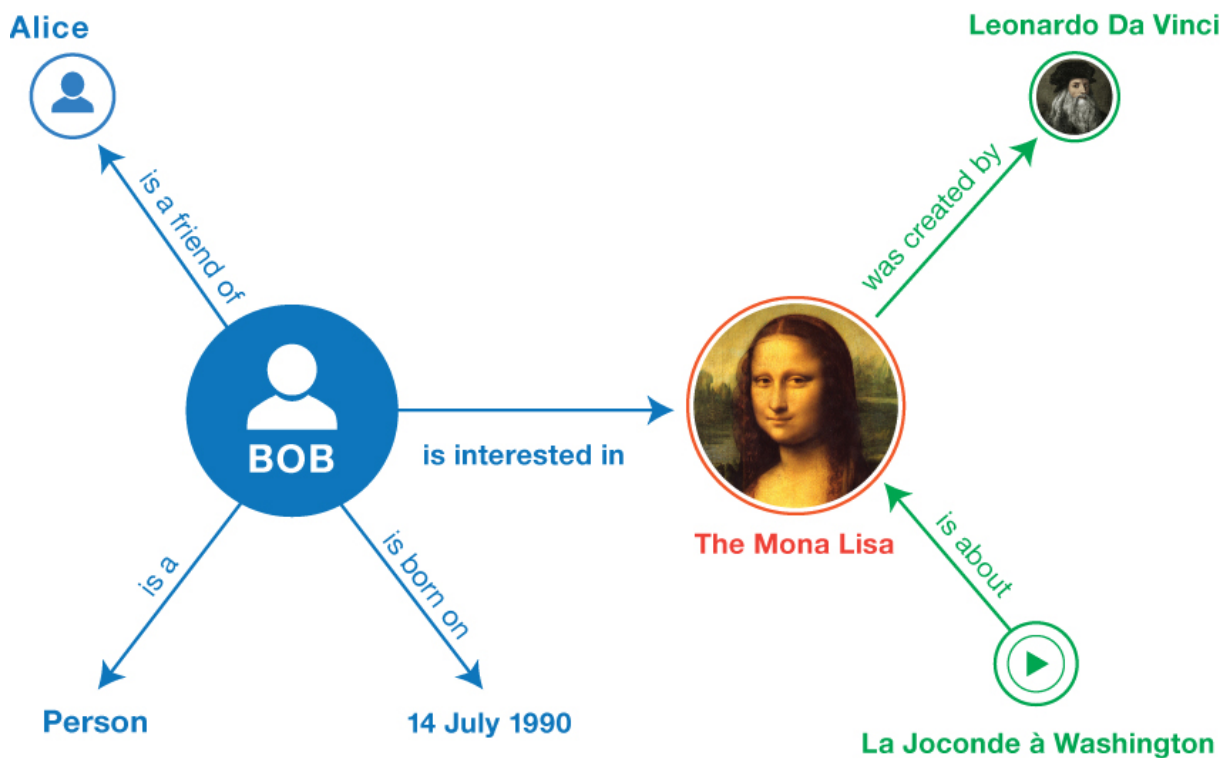 Alice
Leonardo Da Vinci
is a friend of
was created by
BOB
is interested in
The Mona Lisa
is a
is born on
is about
Person
14 July 1990
La Joconde à Washington